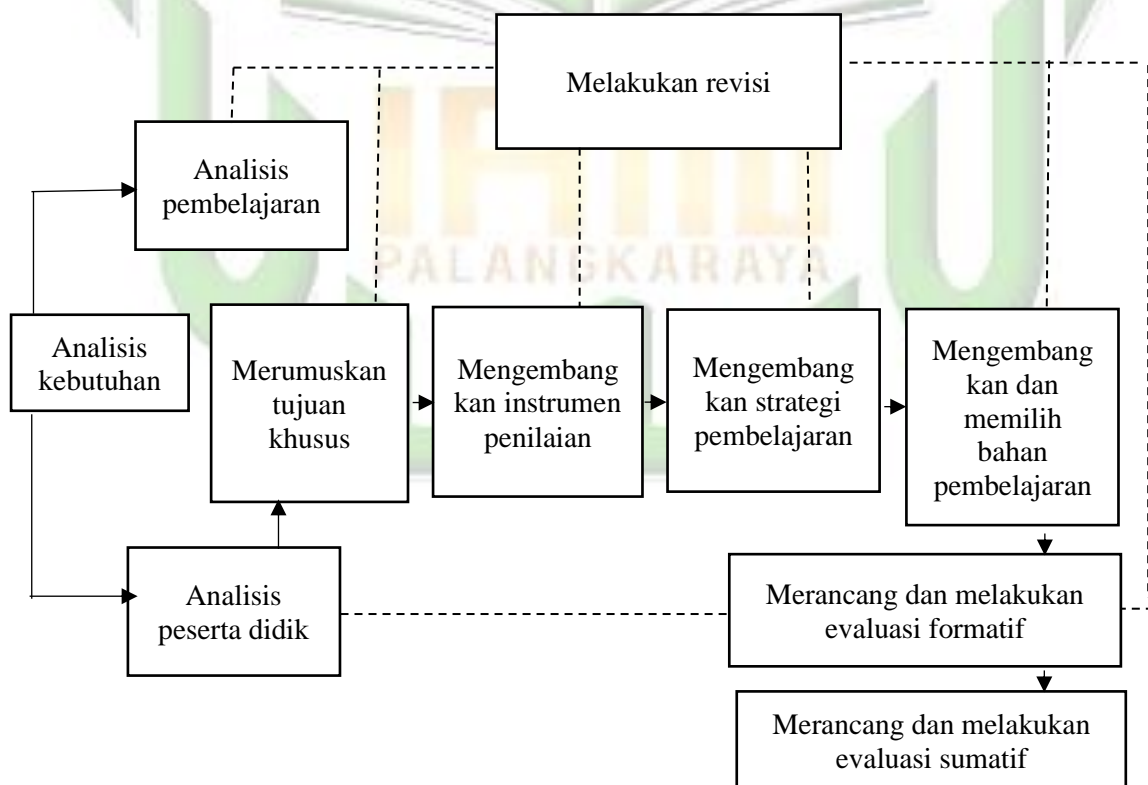 Melakukan revisi
Analisis
pembelajaran
PALANGKARAYA
Analisis
kebutuhan
Merumuskan
tujuan
khusus
Mengembang
kan instrumen
penilaian
Mengembang
kan strategi
pembelajaran
Mengembang
kan dan
memilih
bahan
pembelajaran
Analisis
peserta didik
Merancang dan melakukan
evaluasi formatif
Merancang dan melakukan
evaluasi sumatif